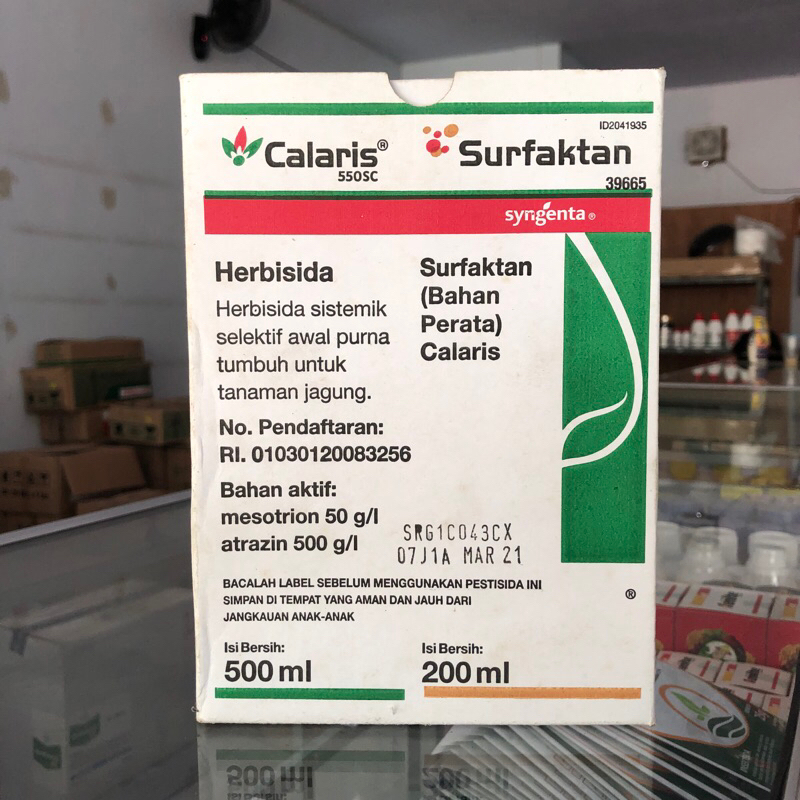 ID2041935
Calaris® Surfaktan
550SC
39665
syngenta®
Herbisida
Herbisida sistemik
selektif awal purna
tumbuh untuk
tanaman jagung.
No. Pendaftaran:
RI. 01030120083256
Bahan aktif:
mesotrion 50 g/l
atrazin 500 g/l
Surfaktan
(Bahan
Perata)
Calaris
SRG1C043CX
07J1A MAR 21
BACALAH LABEL SEBELUM MENGGUNAKAN PESTISIDA INI
SIMPAN DI TEMPAT YANG AMAN DAN JAUH DARI
JANGKAUAN ANAK-ANAK
®
Isi Bersih:
500 ml
Isi Bersih:
200 ml